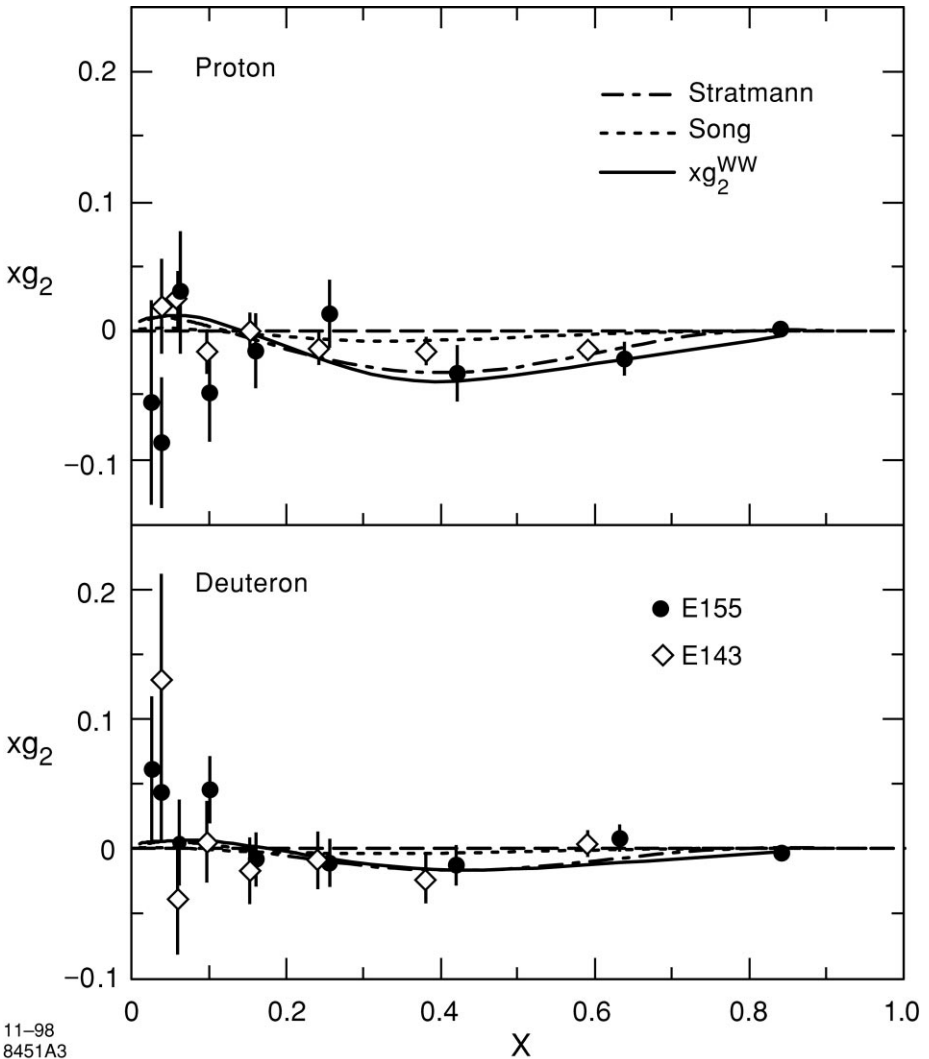 0.2
Proton
Stratmann
Song
xg₂ᵂᵂ
0.1
xg₂
0
−0.1
Deuteron
0.2
E155
E143
0.1
xg₂
0
−0.1
0 0.2 0.4 0.6 0.8 1.0
X
11–98
8451A3